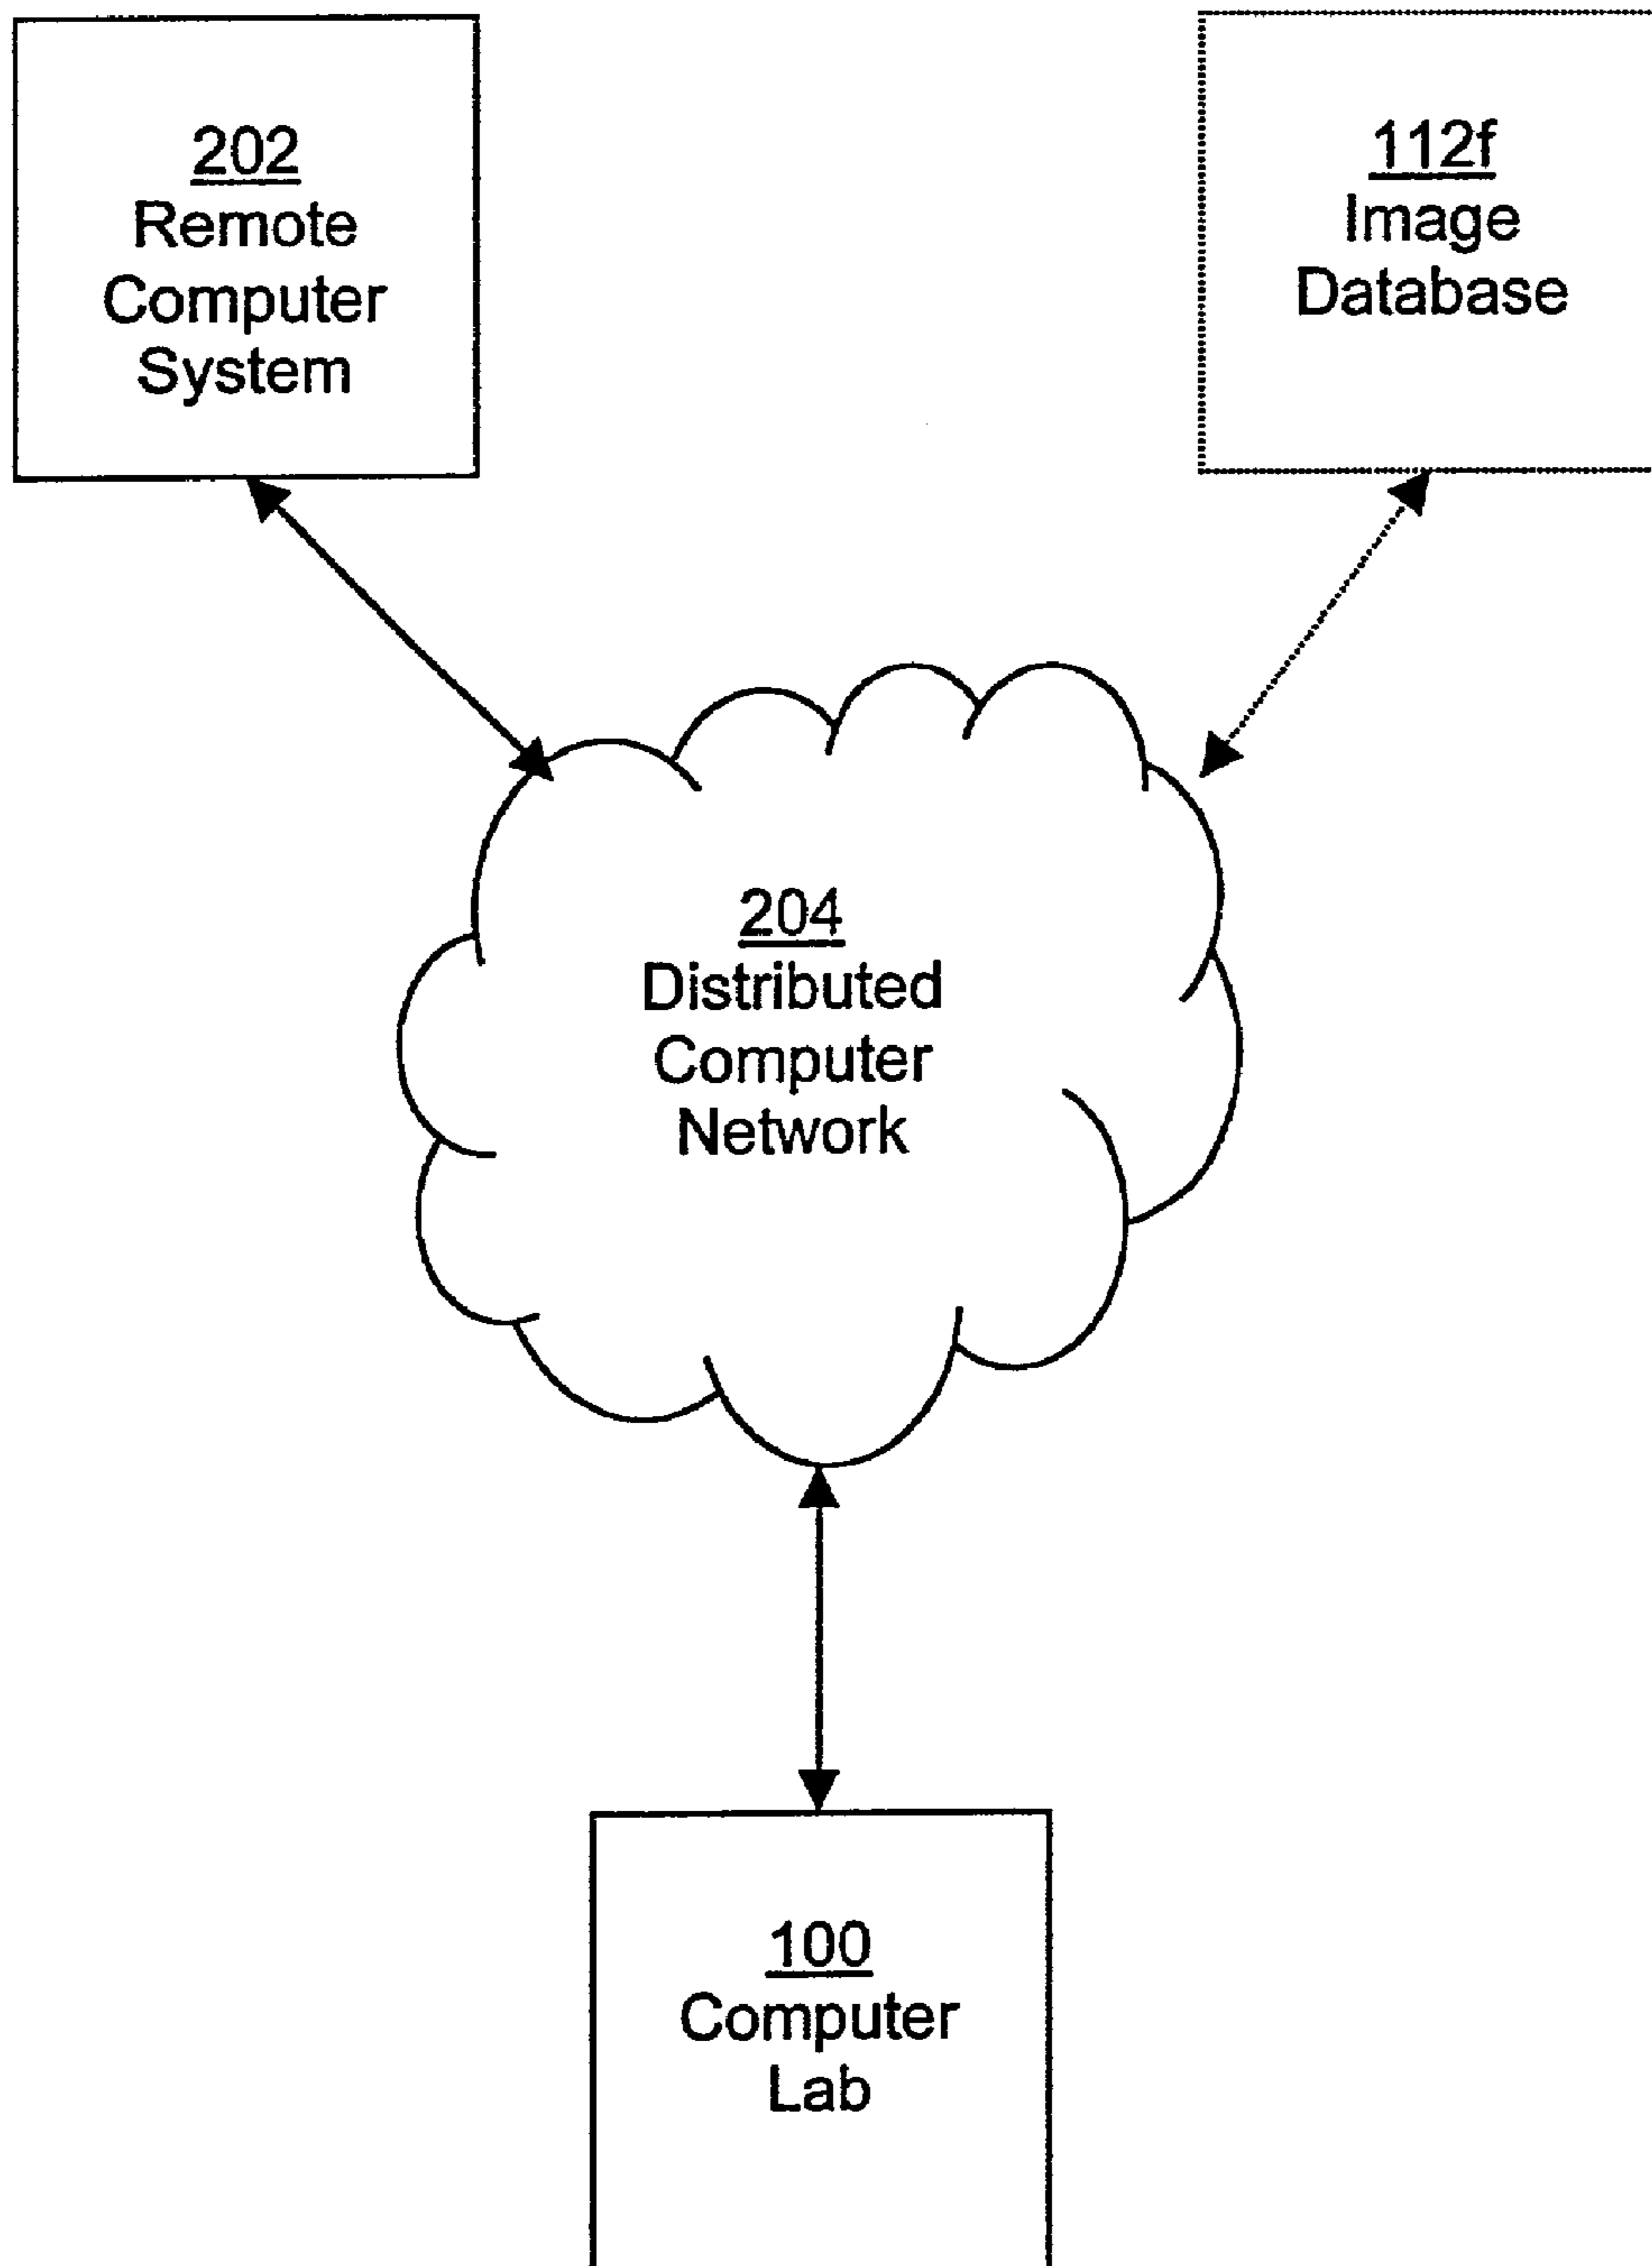 202
Remote
Computer
System
112f
Image
Database
204
Distributed
Computer
Network
100
Computer
Lab